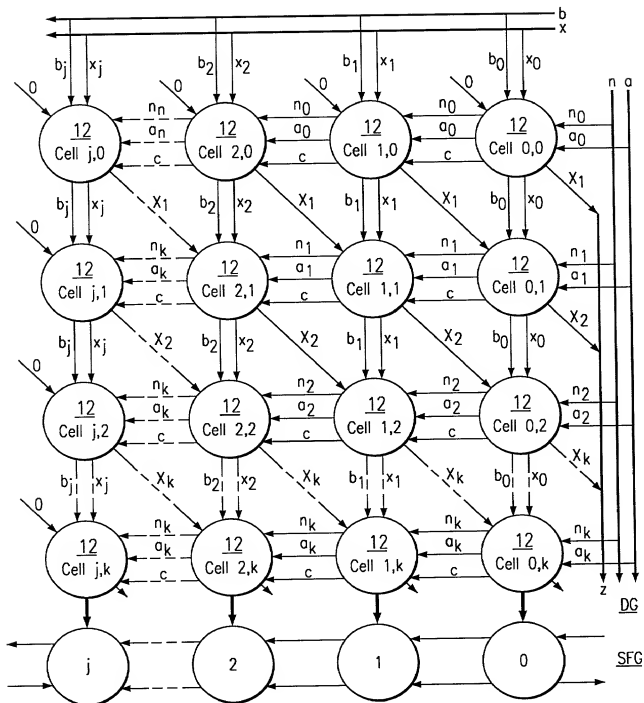 b
x
bj xj b2 x2 b1 x1 b0 x0 n a
0 0 0 0
nn n0 n0 n0
12 12 12 12
an a0 a0 a0
Cell j,0 Cell 2,0 Cell 1,0 Cell 0,0
c c c
X1 X1 X1 X1
bj xj b2 x2 b1 x1 b0 x0
0
nk n1 n1 n1
12 12 12 12
ak a1 a1 a1
Cell j,1 Cell 2,1 Cell 1,1 Cell 0,1
c c c
X2 X2 X2 X2
bj xj b2 x2 b1 x1 b0 x0
0
nk n2 n2 n2
12 12 12 12
ak a2 a2 a2
Cell j,2 Cell 2,2 Cell 1,2 Cell 0,2
c c c
Xk Xk Xk Xk
bj xj b2 x2 b1 x1 b0 x0
0
nk nk nk nk
12 12 12 12
ak ak ak ak
Cell j,k Cell 2,k Cell 1,k Cell 0,k
c c c
z
DG
j 2 1 0
SFG